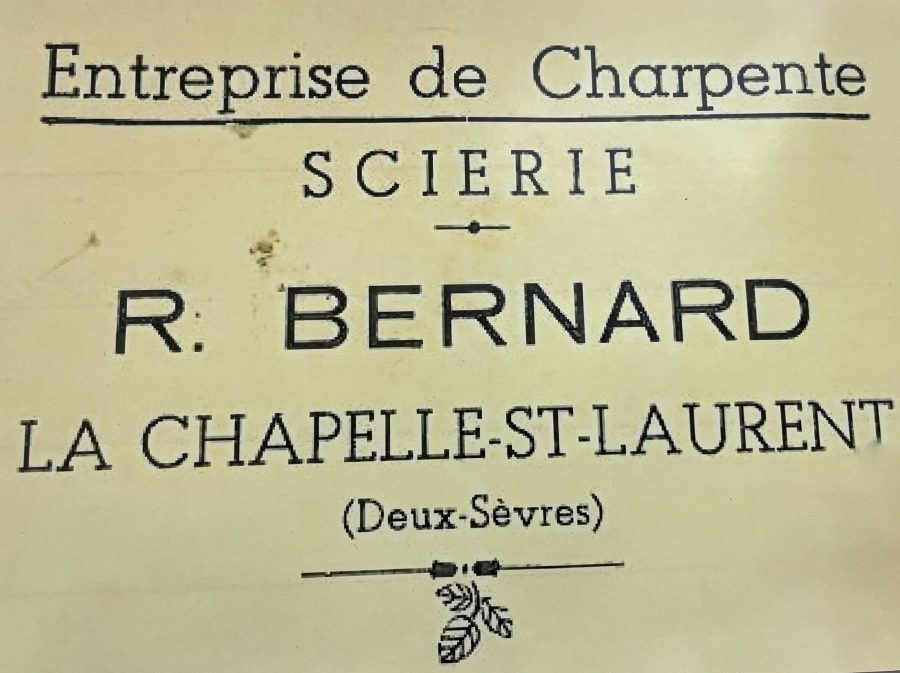 Entreprise de Charpente
SCIERIE
R. BERNARD
LA CHAPELLE-ST-LAURENT
(Deux-Sèvres)